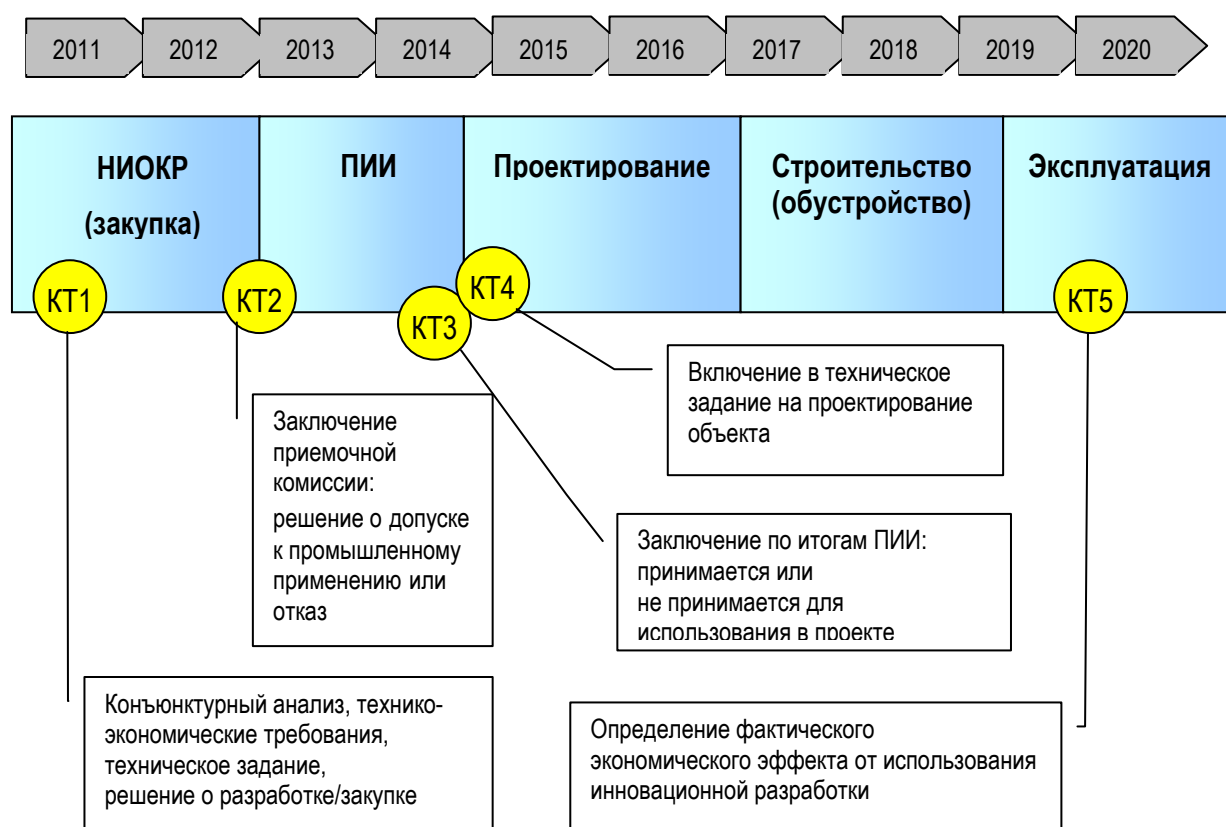 2011
2012
2013
2014
2015
2016
2017
2018
2019
2020
НИОКР
(закупка)
ПИИ
Проектирование
Строительство
(обустройство)
Эксплуатация
КТ1
КТ2
КТ3
КТ4
КТ5
Включение в техническое
задание на проектирование
объекта
Заключение
приемочной
комиссии:
решение о допуске
к промышленному
применению или
отказ
Заключение по итогам ПИИ:
принимается или
не принимается для
использования в проекте
Конъюнктурный анализ, технико-
экономические требования,
техническое задание,
решение о разработке/закупке
Определение фактического
экономического эффекта от использования
инновационной разработки